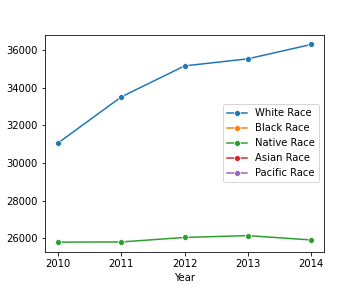 36000
34000
32000
30000
28000
26000
White Race
Black Race
Native Race
Asian Race
Pacific Race
2010 2011 2012 2013 2014
Year